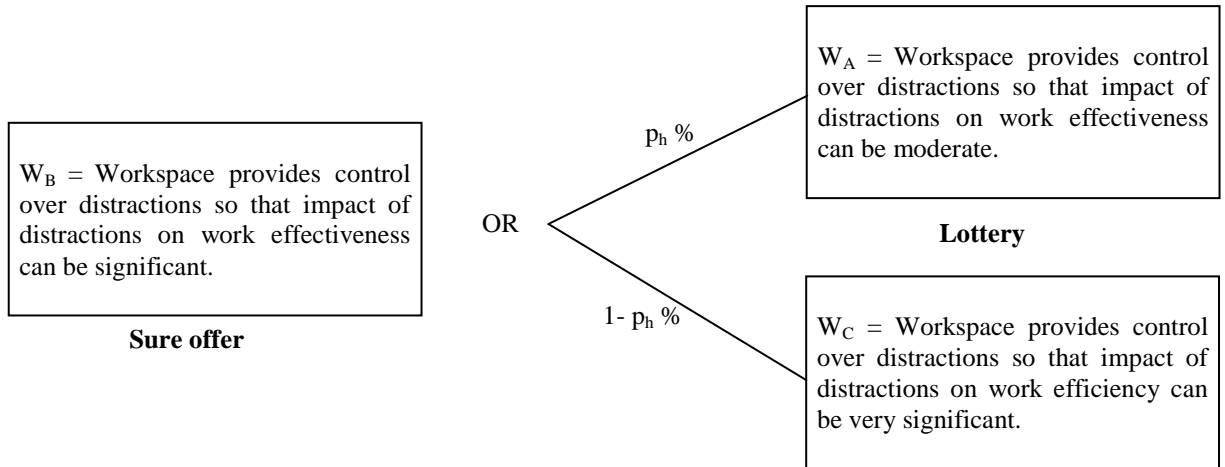 W_B = Workspace provides control
over distractions so that impact of
distractions on work effectiveness
can be significant.
Sure offer
OR
p_h %
1- p_h %
W_A = Workspace provides control
over distractions so that impact of
distractions on work effectiveness
can be moderate.
Lottery
W_C = Workspace provides control
over distractions so that impact of
distractions on work efficiency can
be very significant.